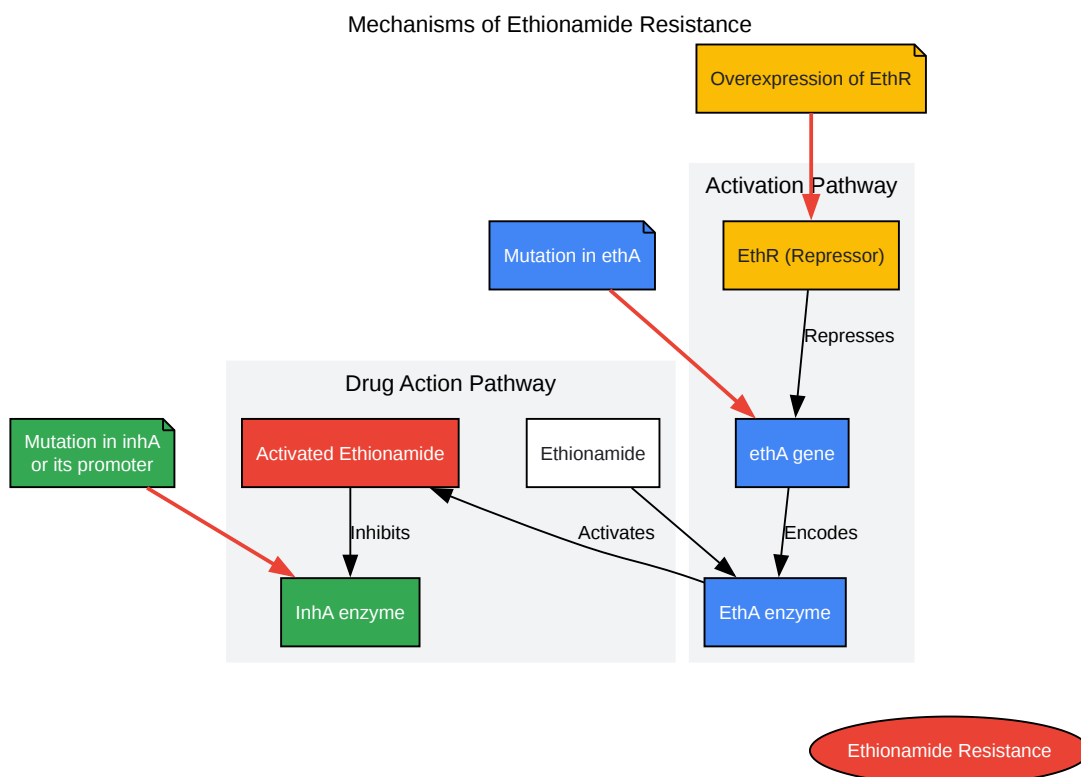 Mechanisms of Ethionamide Resistance
Overexpression of EthR
Activation Pathway
Mutation in ethA
EthR (Repressor)
Represses
Drug Action Pathway
Mutation in inhA
or its promoter
Activated Ethionamide
Ethionamide
ethA gene
Inhibits
Activates
Encodes
InhA enzyme
EthA enzyme
Ethionamide Resistance